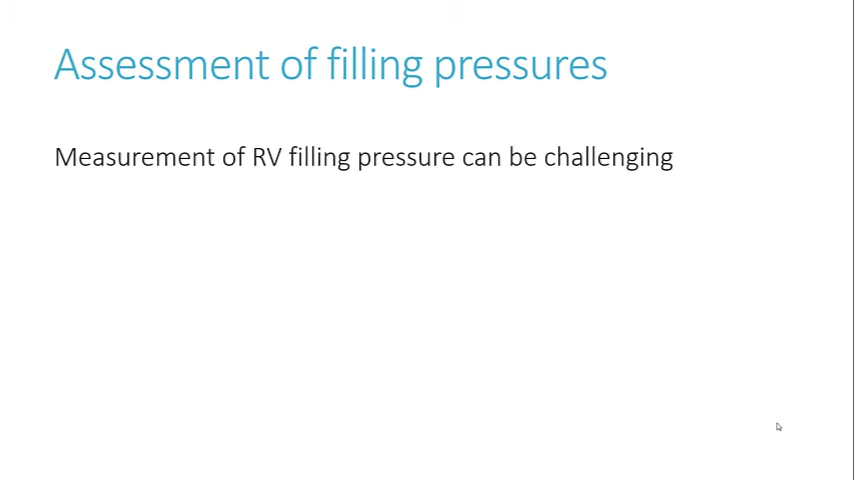 Assessment of filling pressures
Measurement of RV filling pressure can be challenging